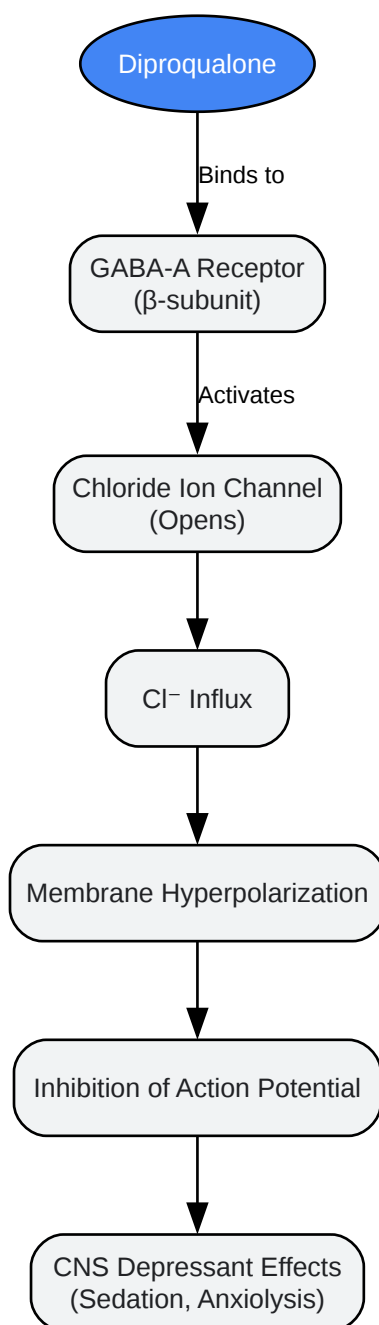 Diproqualone
Binds to
GABA-A Receptor
(β-subunit)
Activates
Chloride Ion Channel
(Opens)
Cl⁻ Influx
Membrane Hyperpolarization
Inhibition of Action Potential
CNS Depressant Effects
(Sedation, Anxiolysis)